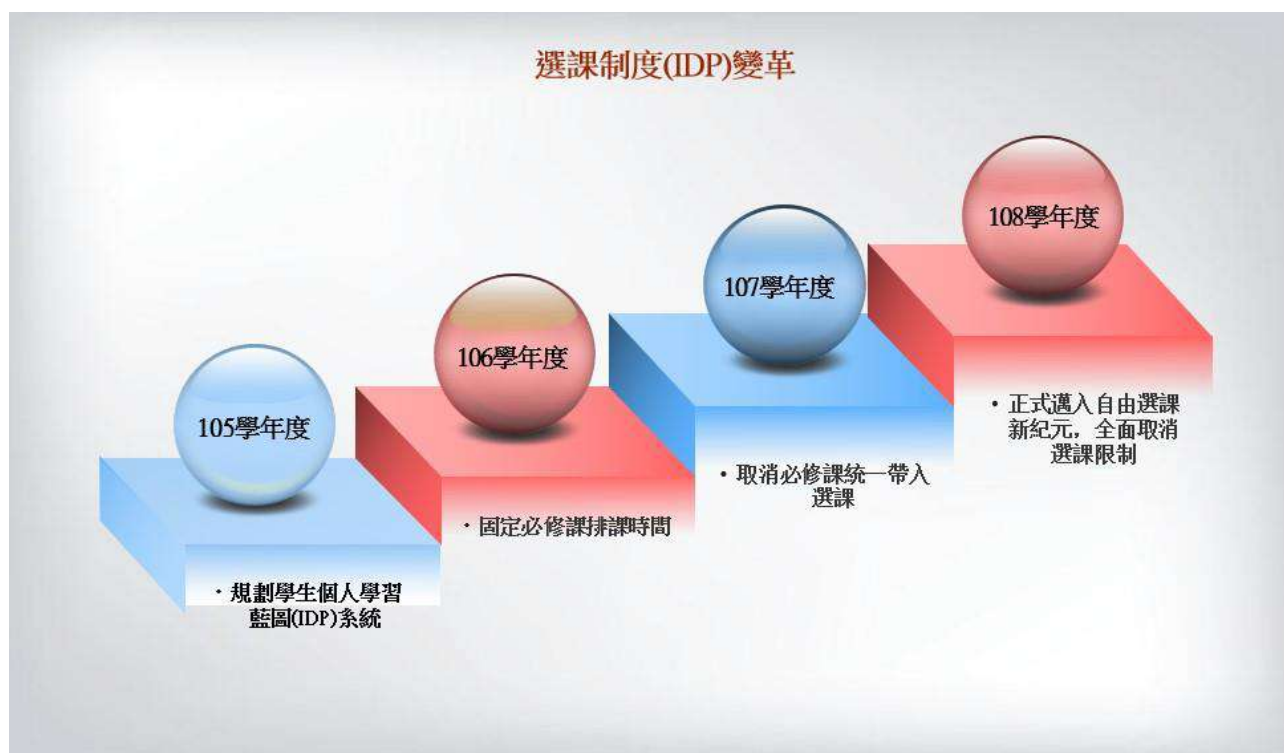 選課制度(IDP)變革
105學年度
・規劃學生個人學習
藍圖(IDP)系統
106學年度
・固定必修課排課時間
107學年度
・取消必修課統一帶入
選課
108學年度
・正式邁入自由選課
新紀元，全面取消
選課限制